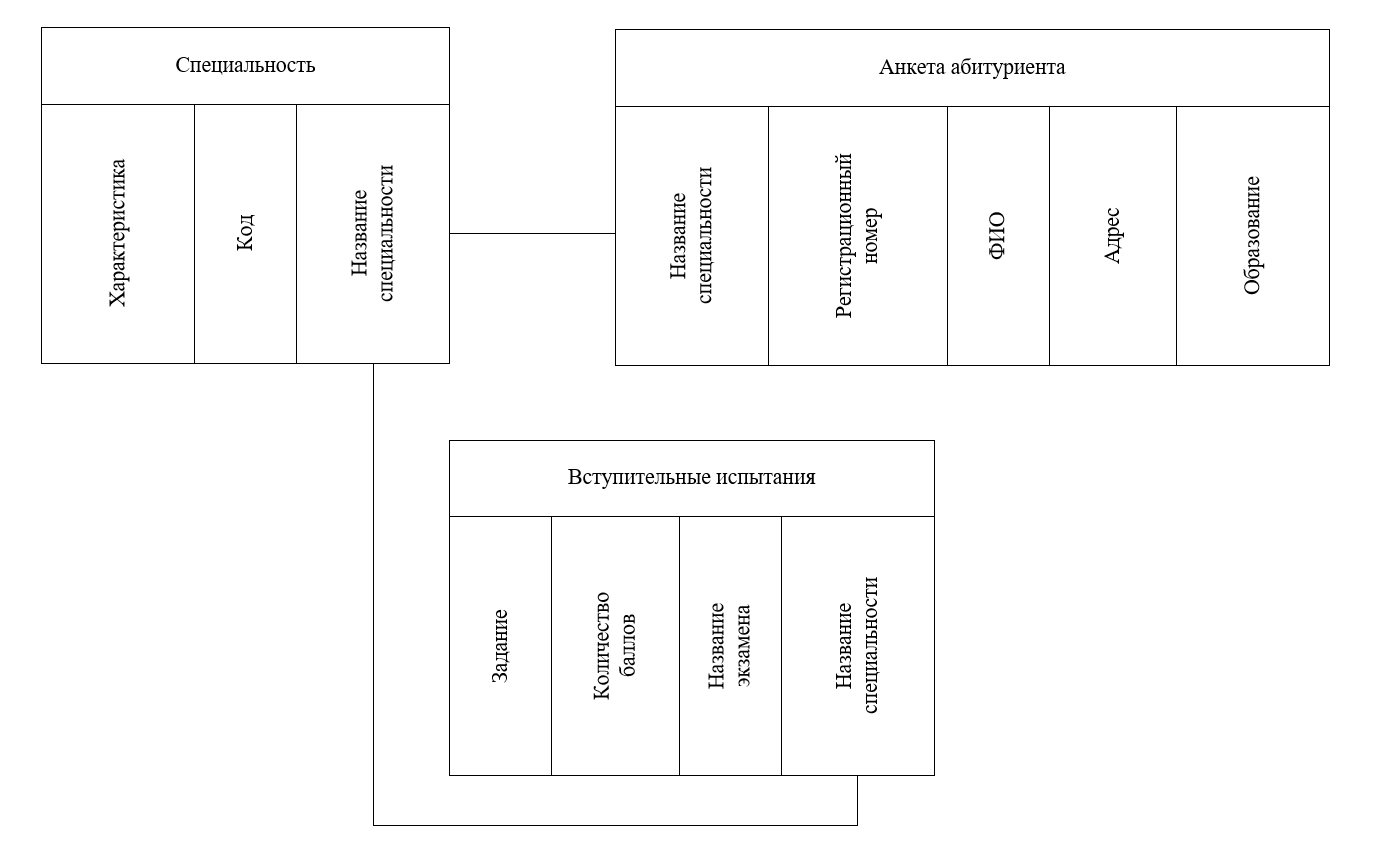 Специальность
Характеристика
Код
Название
специальности
Анкета абитуриента
Название
специальности
Регистрационный
номер
ФИО
Адрес
Образование
Вступительные испытания
Задание
Количество
баллов
Название
экзамена
Название
специальности